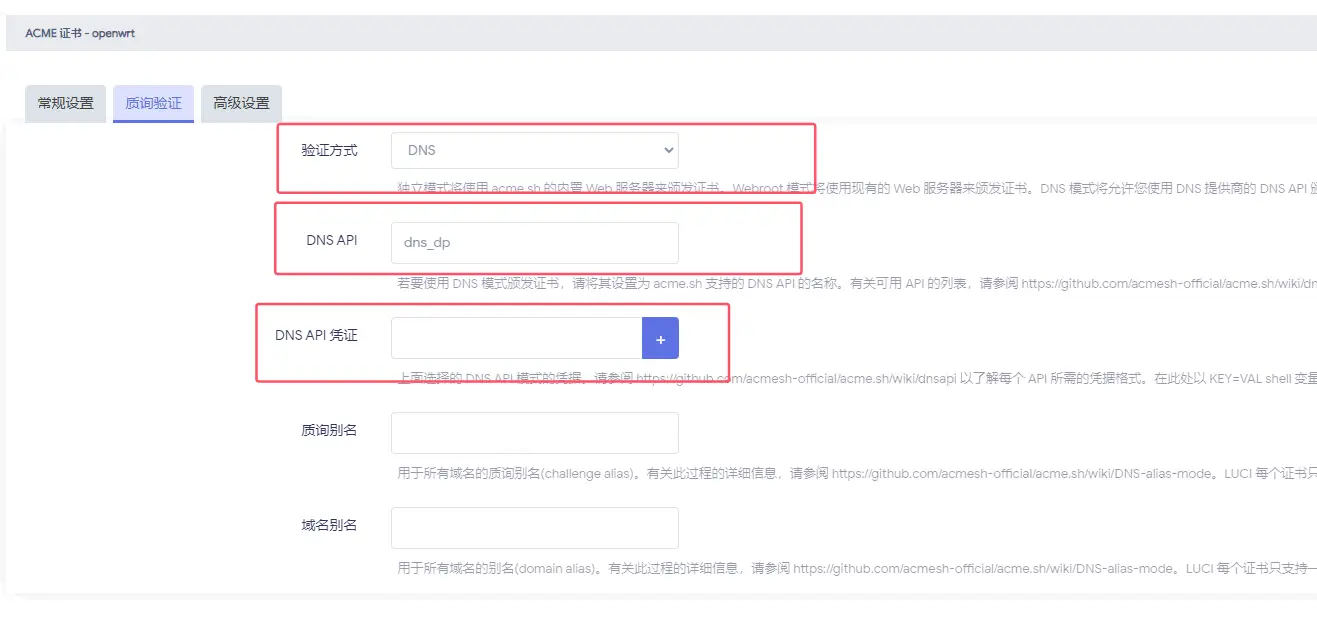 ACME 证书 - openwrt
常规设置 质询验证 高级设置
验证方式 DNS
独立模式将使用 acme.sh 的内置 Web 服务器来颁发证书。Webroot 模式将使用现有的 Web 服务器来颁发证书。DNS 模式将允许您使用 DNS 提供商的 DNS API 颁
DNS API dns_dp
若要使用 DNS 模式颁发证书，请将其设置为 acme.sh 支持的 DNS API 的名称。有关可用 API 的列表，请参阅 https://github.com/acmesh-official/acme.sh/wiki/dn
DNS API 凭证 +
上面选择的 DNS API 模式的凭据。请参阅 https://github.com/acmesh-official/acme.sh/wiki/dnsapi 以了解每个 API 所需的凭据格式。在此处以 KEY=VAL shell 变量
质询别名
用于所有域名的质询别名(challenge alias)。有关此过程的详细信息，请参阅 https://github.com/acmesh-official/acme.sh/wiki/DNS-alias-mode。LUCI 每个证书只
域名别名
用于所有域名的别名(domain alias)。有关此过程的详细信息，请参阅 https://github.com/acmesh-official/acme.sh/wiki/DNS-alias-mode。LUCI 每个证书只支持一